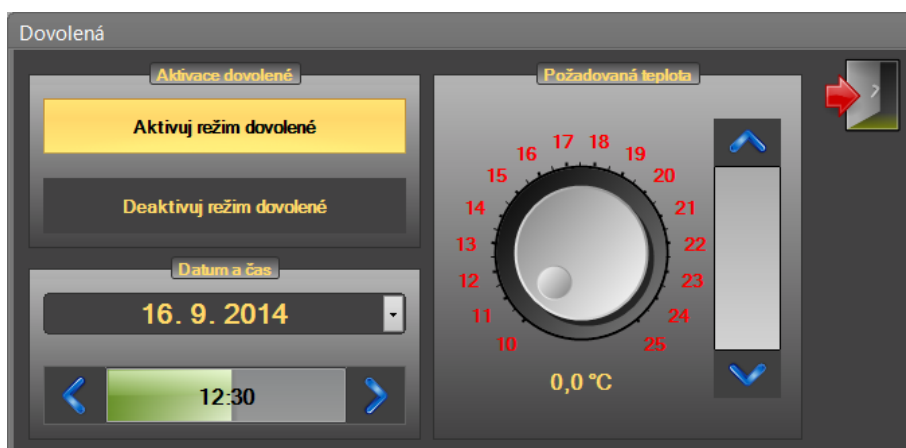 Dovolená
Aktivace dovolené
Aktivuj režim dovolené
Deaktivuj režim dovolené
Datum a čas
16. 9. 2014
12:30
Požadovaná teplota
10
11
12
13
14
15
16
17
18
19
20
21
22
23
24
25
0,0 °C